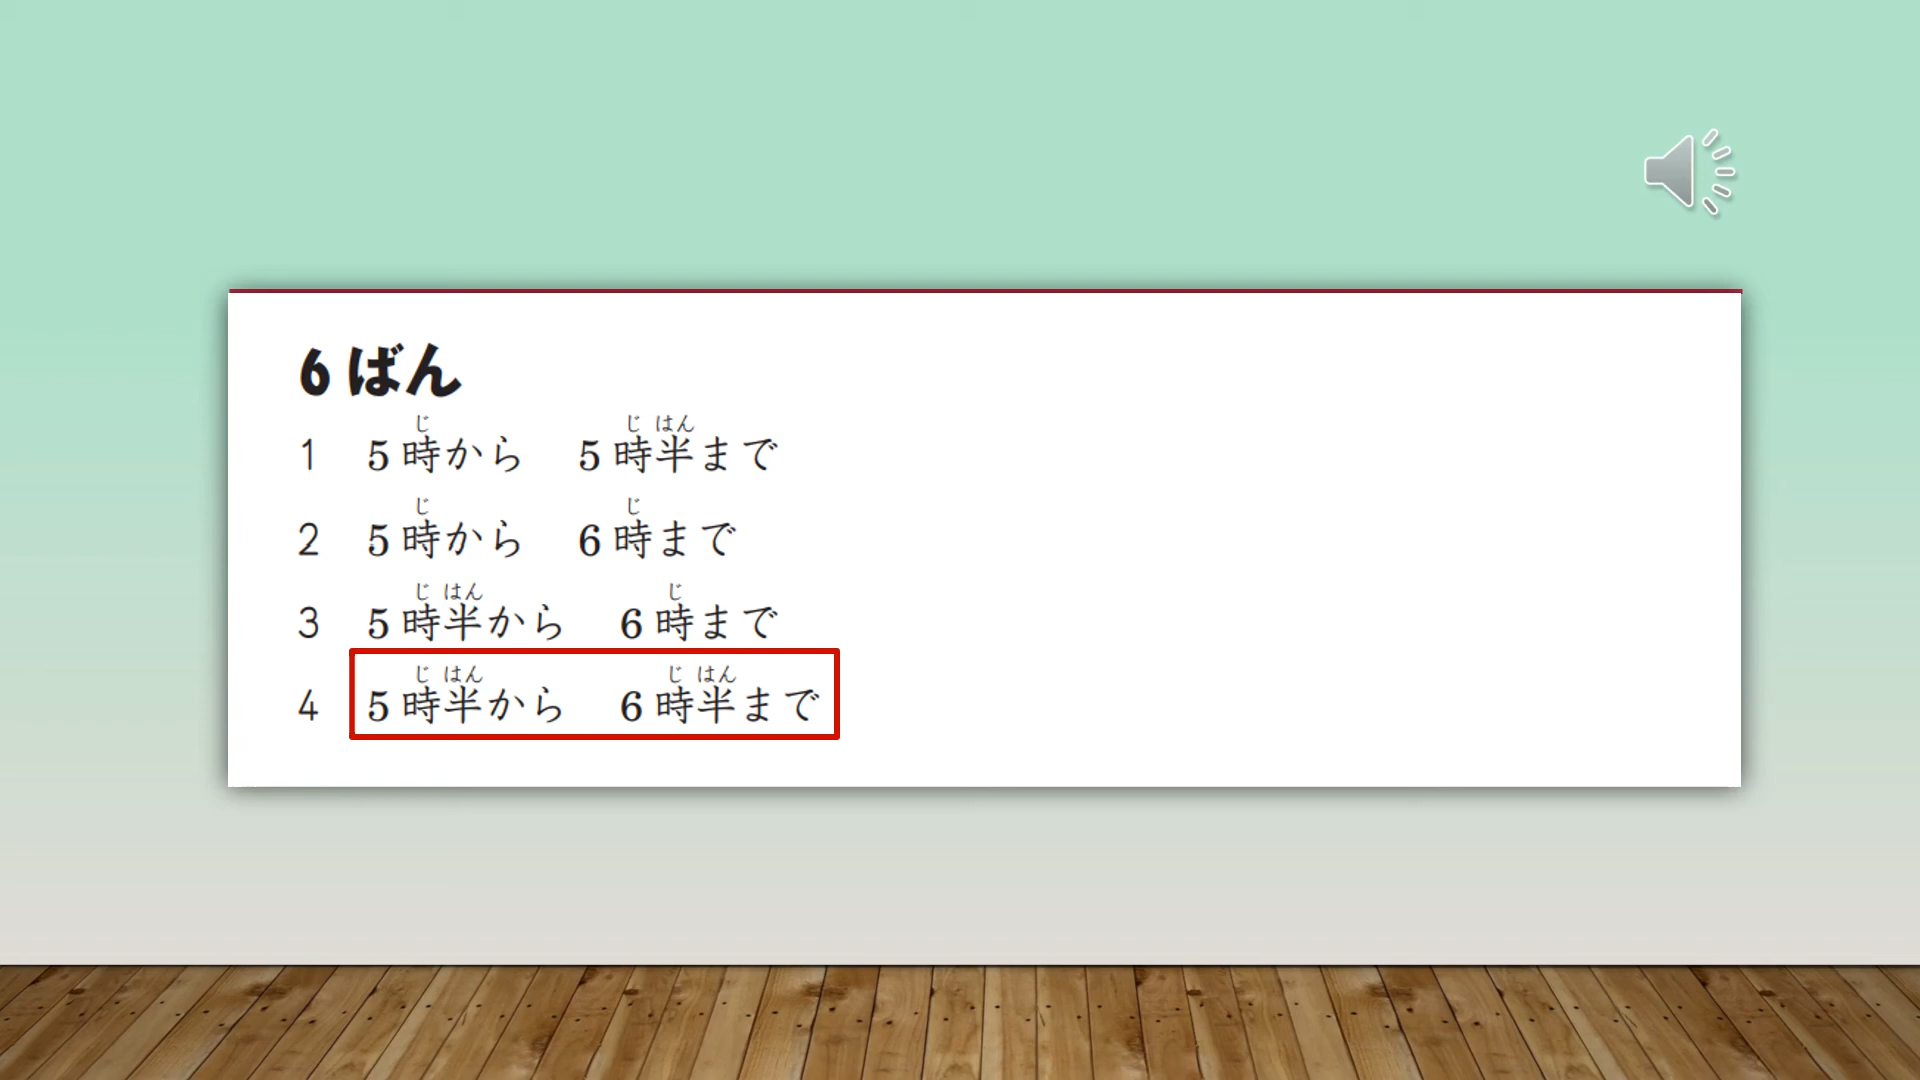 6ばん
1 5時から 5時半まで
2 5時から 6時まで
3 5時半から 6時まで
4 5時半から 6時半まで